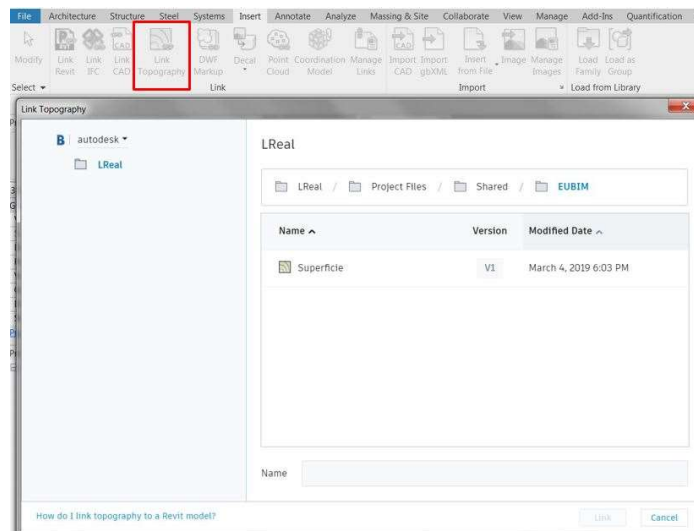 File Architecture Structure Steel Systems Insert Annotate Analyze Massing & Site Collaborate View Manage Add-Ins Quantification
Modify Link Revit Link IFC Link CAD Link Topography DWF Markup Decal Point Cloud Coordination Model Manage Links Import CAD Import gbXML Insert from File Image Manage Images Load Family Load as Group
Select Link Import Load from Library
Link Topography
autodesk
LReal
LReal
LReal / Project Files / Shared / EUBIM
Name Version Modified Date
Superficie V1 March 4, 2019 6:03 PM
Name
How do I link topography to a Revit model? Link Cancel